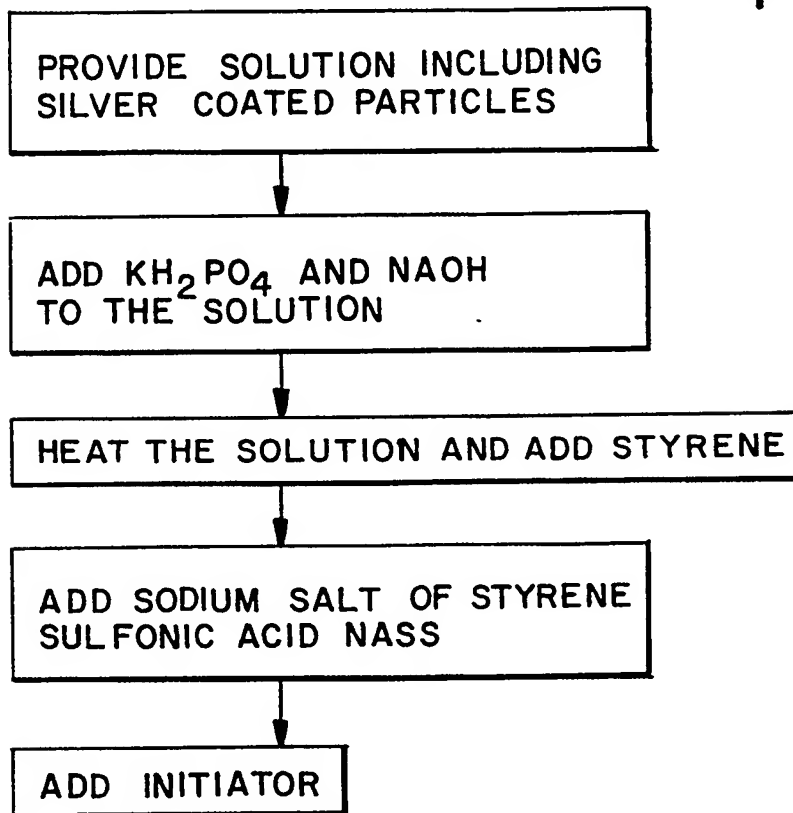 PROVIDE SOLUTION INCLUDING
SILVER COATED PARTICLES
ADD KH₂PO₄ AND NAOH
TO THE SOLUTION
HEAT THE SOLUTION AND ADD STYRENE
ADD SODIUM SALT OF STYRENE
SULFONIC ACID NASS
ADD INITIATOR